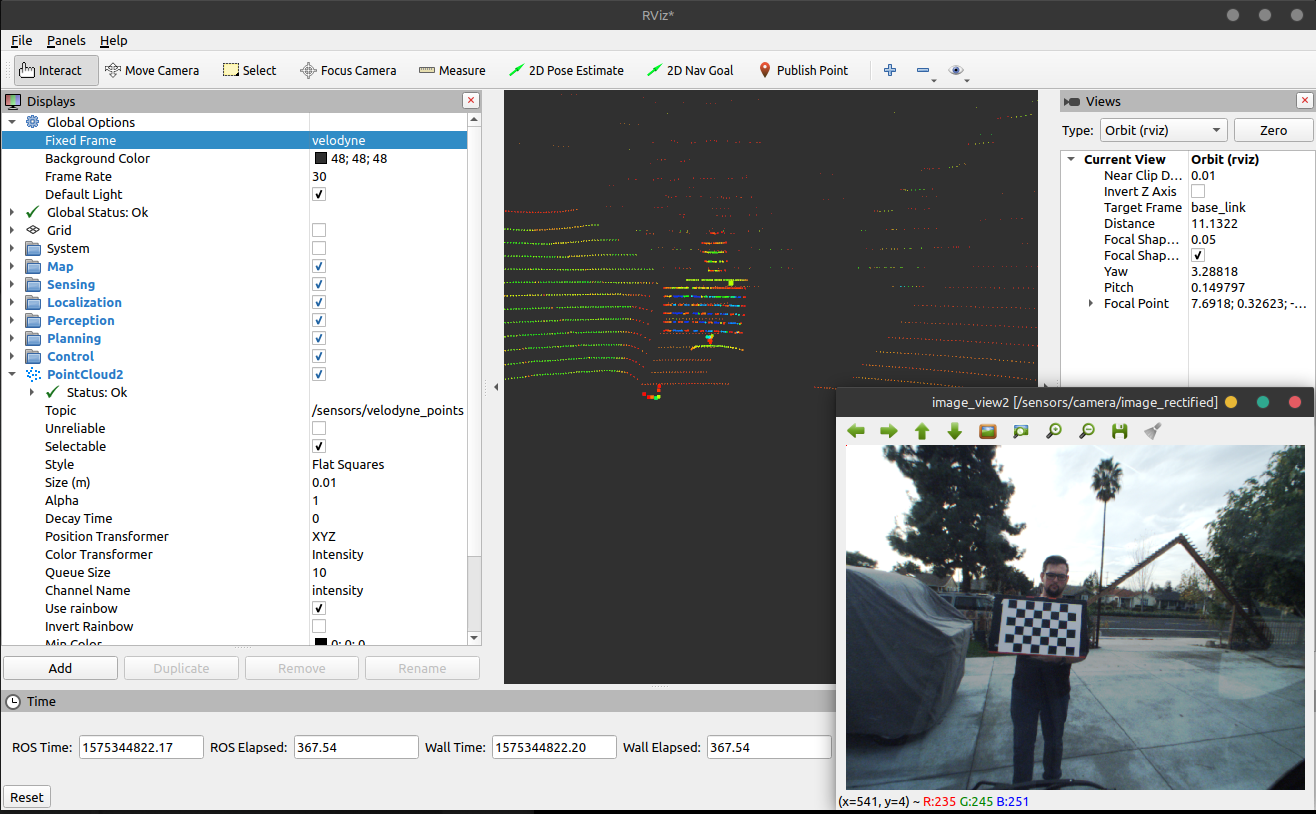 RViz*
File Panels Help
Interact Move Camera Select Focus Camera Measure 2D Pose Estimate 2D Nav Goal Publish Point
Displays
Global Options
Fixed Frame velodyne
Background Color 48; 48; 48
Frame Rate 30
Default Light
Global Status: Ok
Grid
System
Map
Sensing
Localization
Perception
Planning
Control
PointCloud2
Status: Ok
Topic /sensors/velodyne_points
Unreliable
Selectable
Style Flat Squares
Size (m) 0.01
Alpha 1
Decay Time 0
Position Transformer XYZ
Color Transformer Intensity
Queue Size 10
Channel Name intensity
Use rainbow
Invert Rainbow
Min Color 0; 0; 0
Add Duplicate Remove Rename
Views
Type: Orbit (rviz) Zero
Current View Orbit (rviz)
Near Clip D... 0.01
Invert Z Axis
Target Frame base_link
Distance 11.1322
Focal Shap... 0.05
Focal Shap...
Yaw 3.28818
Pitch 0.149797
Focal Point 7.6918; 0.32623; -...
image_view2 [/sensors/camera/image_rectified]
(x=541, y=4) ~ R:235 G:245 B:251
Time
ROS Time: 1575344822.17 ROS Elapsed: 367.54 Wall Time: 1575344822.20 Wall Elapsed: 367.54
Reset